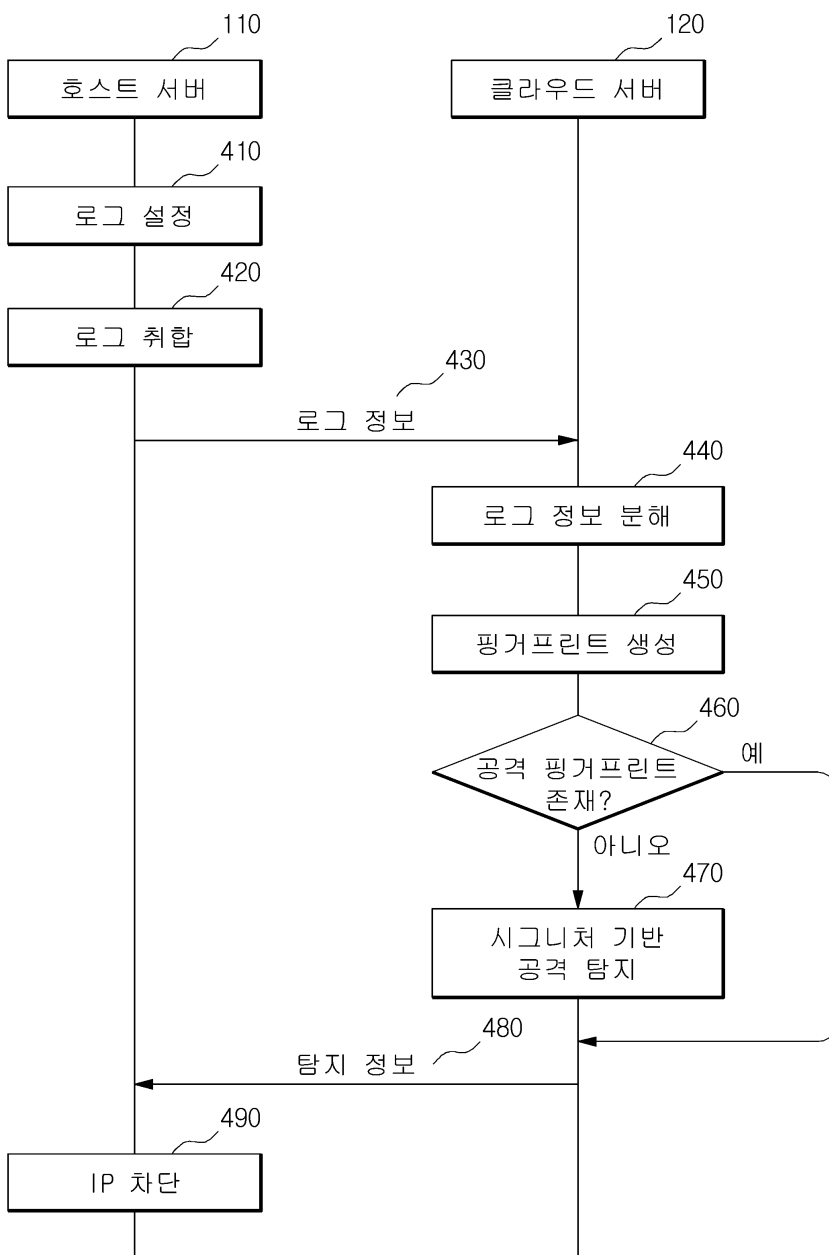 110
120
호스트 서버
클라우드 서버
410
로그 설정
420
로그 취합
430
로그 정보
440
로그 정보 분해
450
핑거프린트 생성
460
예
공격 핑거프린트
존재?
아니오
470
시그니처 기반
공격 탐지
480
탐지 정보
490
IP 차단